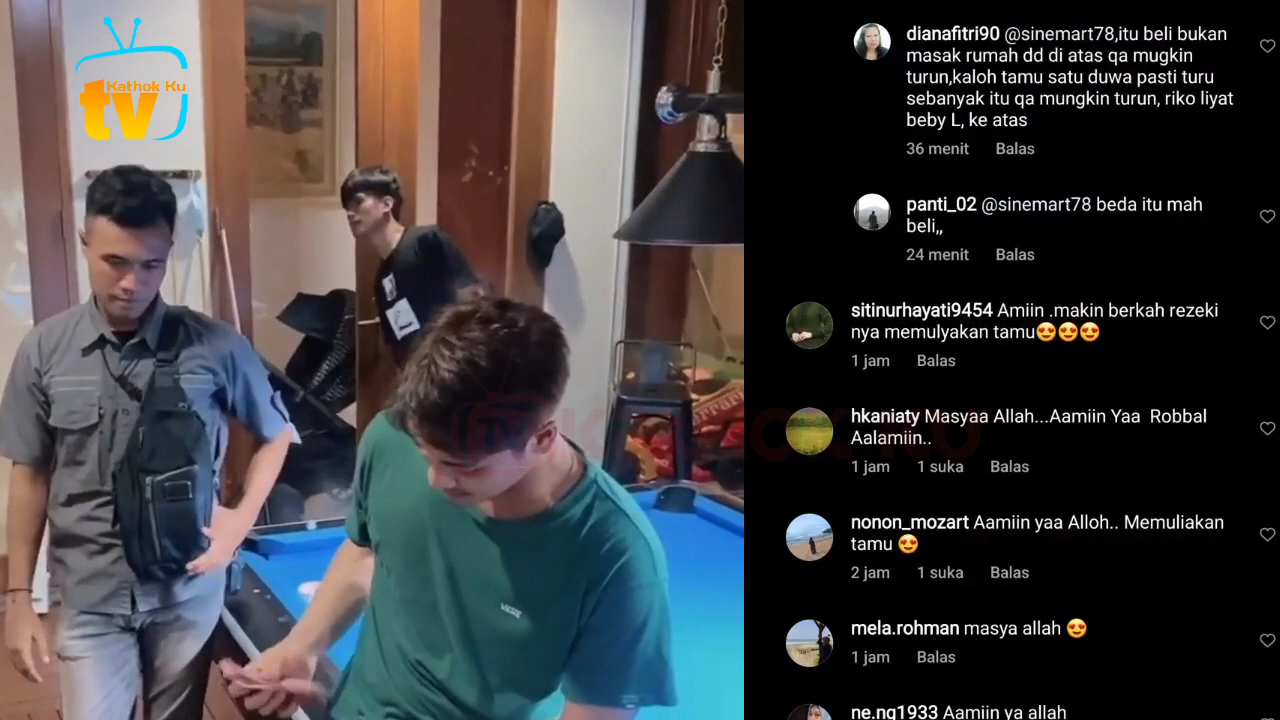 Kathok Ku
tv
VANS
dianafitri90 @sinemart78,itu beli bukan
masak rumah dd di atas qa mugkin
turun,kaloh tamu satu duwa pasti turu
sebanyak itu qa mungkin turun, riko liyat
beby L, ke atas
36 menit Balas
panti_02 @sinemart78 beda itu mah
beli,,
24 menit Balas
sitinurhayati9454 Amiin .makin berkah rezeki
nya memulyakan tamu😍😍😍
1 jam Balas
hkaniaty Masyaa Allah...Aamiin Yaa Robbal
Aalamiin..
1 jam 1 suka Balas
nonon_mozart Aamiin yaa Alloh.. Memuliakan
tamu 😍
2 jam 1 suka Balas
mela.rohman masya allah 😍
1 jam Balas
ne.ng1933 Aamiin ya allah